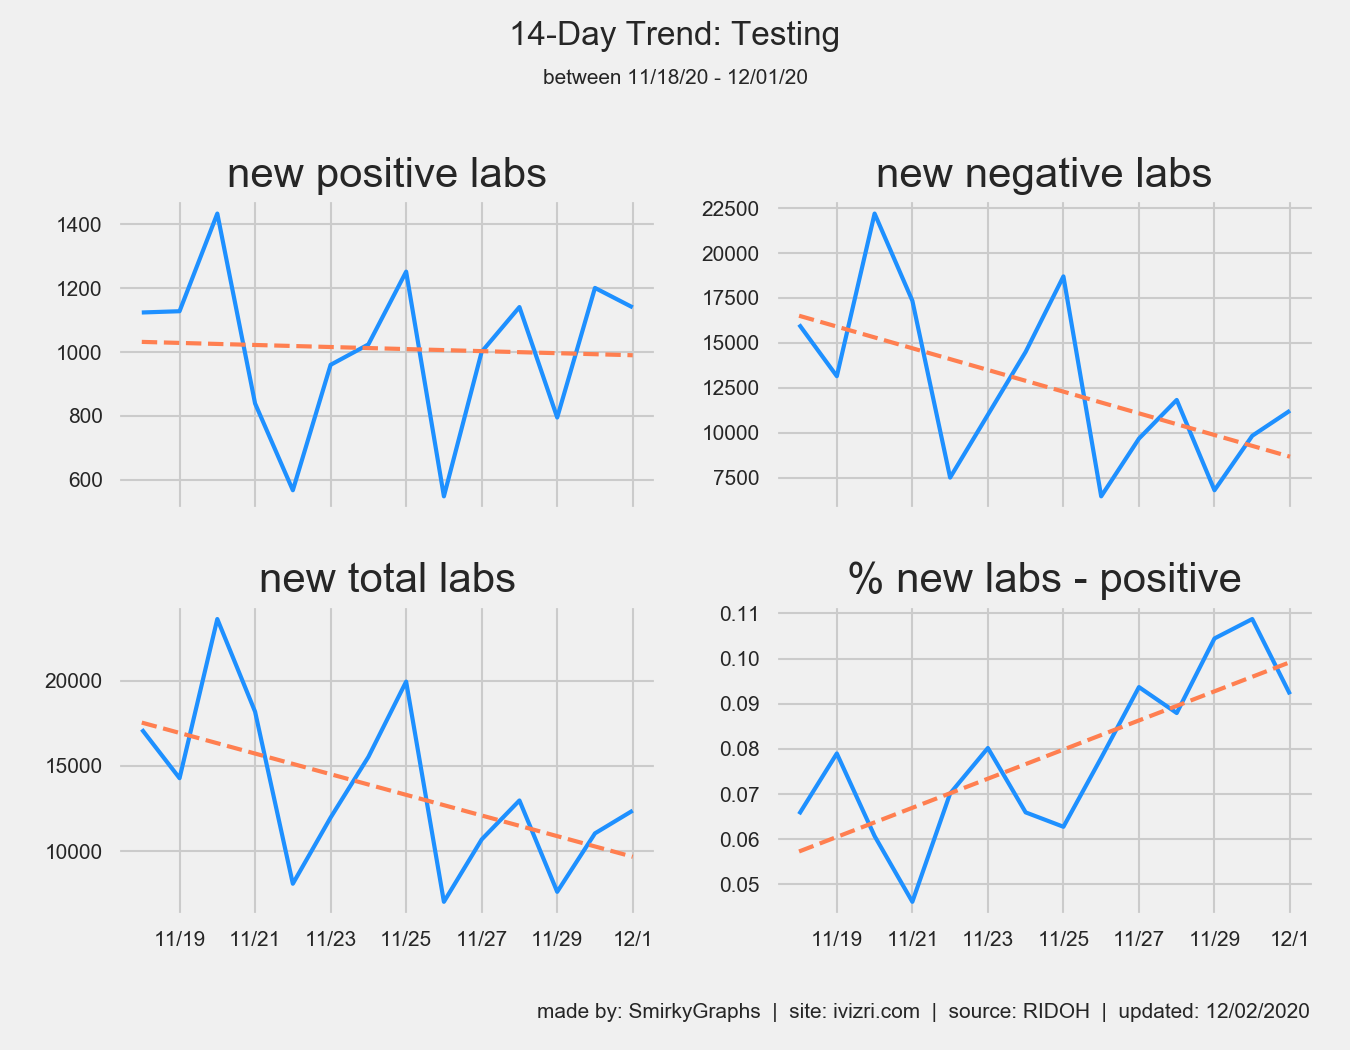 14-Day Trend: Testing
between 11/18/20 - 12/01/20
new positive labs
1400
1200
1000
800
600
new negative labs
22500
20000
17500
15000
12500
10000
7500
new total labs
20000
15000
10000
11/19 11/21 11/23 11/25 11/27 11/29 12/1
% new labs - positive
0.11
0.10
0.09
0.08
0.07
0.06
0.05
11/19 11/21 11/23 11/25 11/27 11/29 12/1
made by: SmirkyGraphs | site: ivizri.com | source: RIDOH | updated: 12/02/2020